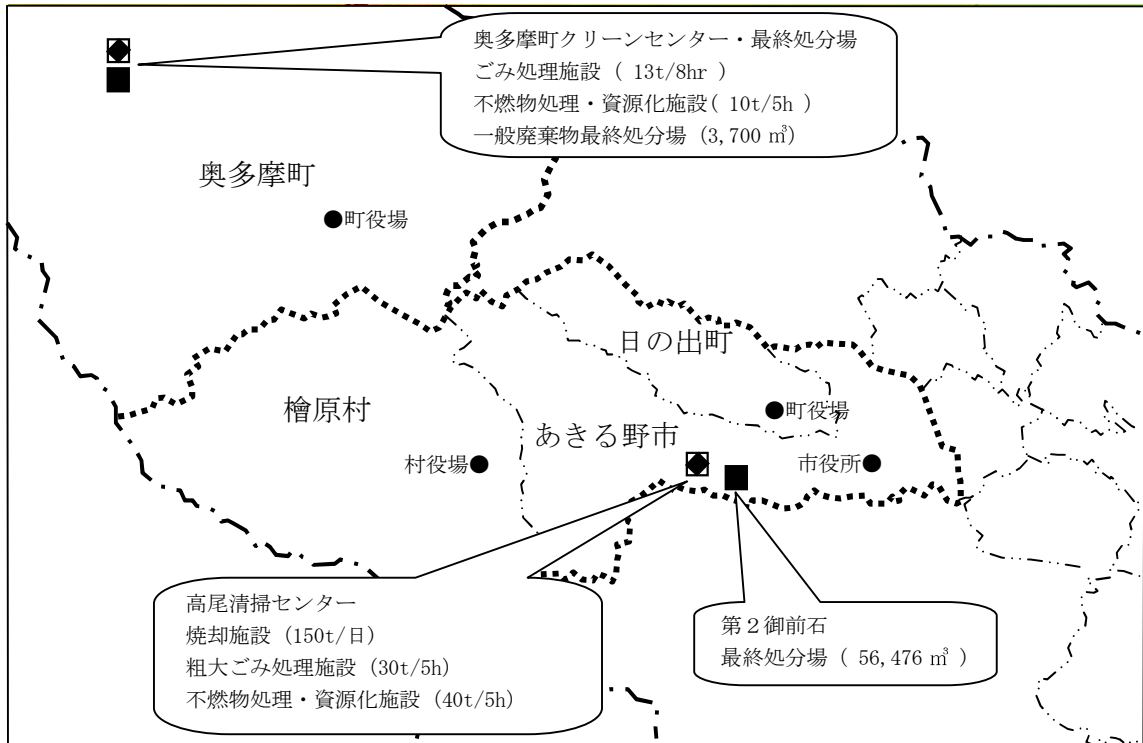 奥多摩町クリーンセンター・最終処分場
ごみ処理施設( 13t/8hr )
不燃物処理・資源化施設( 10t/5h )
一般廃棄物最終処分場(3,700 ㎥)
奥多摩町
●町役場
日の出町
檜原村
●町役場
あきる野市
村役場●
市役所●
高尾清掃センター
焼却施設(150t/日)
粗大ごみ処理施設(30t/5h)
不燃物処理・資源化施設(40t/5h)
第2御前石
最終処分場( 56,476 ㎥ )